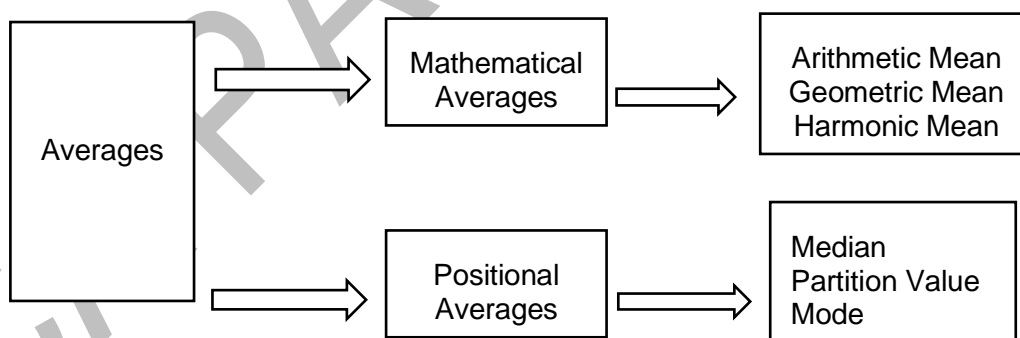 Averages
Mathematical
Averages
Arithmetic Mean
Geometric Mean
Harmonic Mean
Positional
Averages
Median
Partition Value
Mode